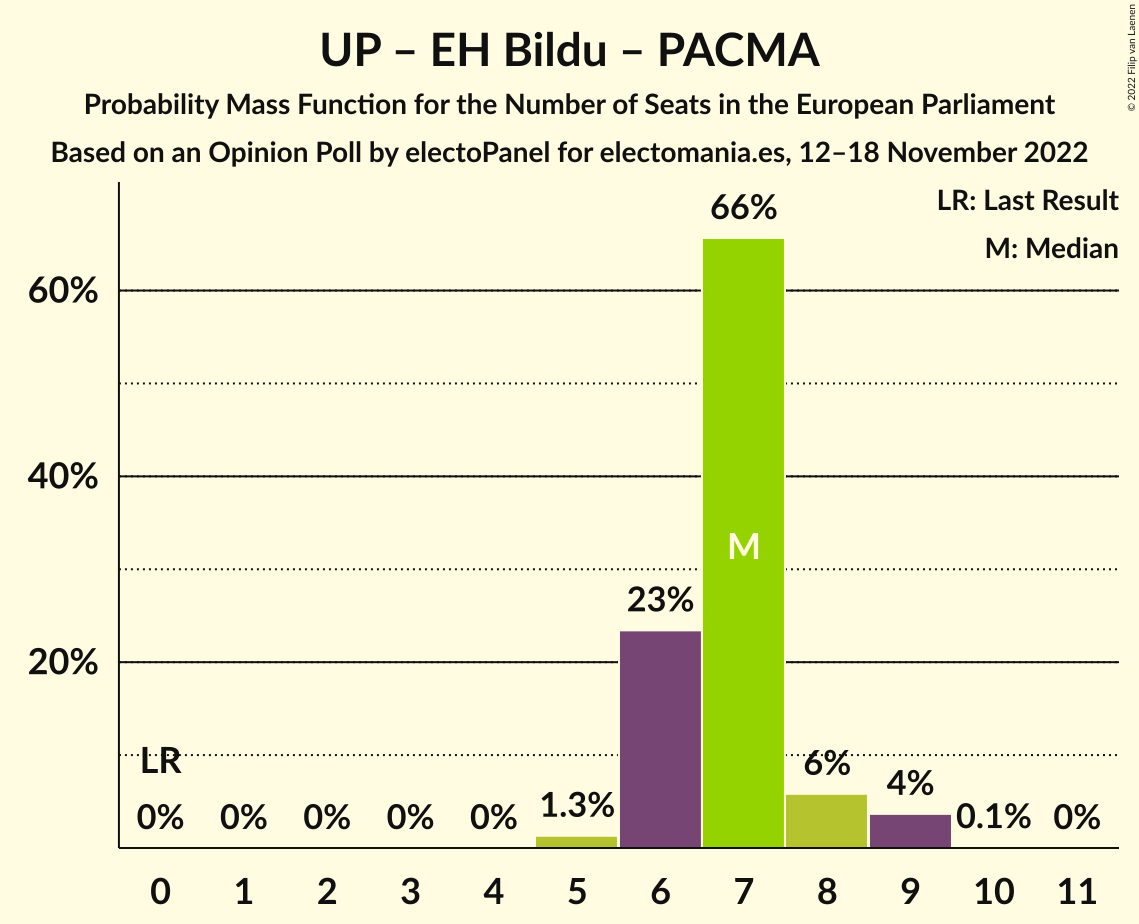 UP – EH Bildu – PACMA
Probability Mass Function for the Number of Seats in the European Parliament
Based on an Opinion Poll by electoPanel for electomania.es, 12–18 November 2022
© 2022 Filip van Laenen
LR: Last Result
M: Median
66%
60%
40%
M
23%
20%
LR
6%
4%
0% 0% 0% 0% 0% 1.3% 0.1% 0%
0 1 2 3 4 5 6 7 8 9 10 11